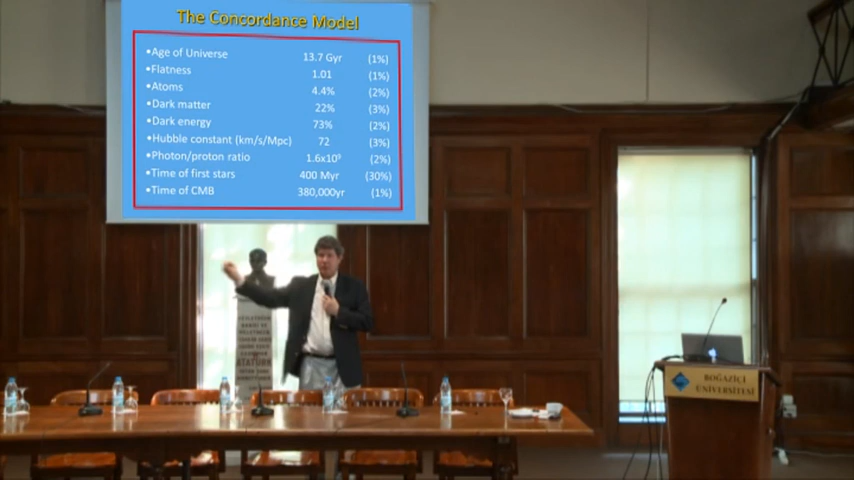 The Concordance Model
•Age of Universe 13.7 Gyr (1%)
•Flatness 1.01 (1%)
•Atoms 4.4% (2%)
•Dark matter 22% (3%)
•Dark energy 73% (2%)
•Hubble constant (km/s/Mpc) 72 (3%)
•Photon/proton ratio 1.6x10⁹ (2%)
•Time of first stars 400 Myr (30%)
•Time of CMB 380,000yr (1%)
ATATÜRK
BOĞAZİÇİ
ÜNİVERSİTESİ